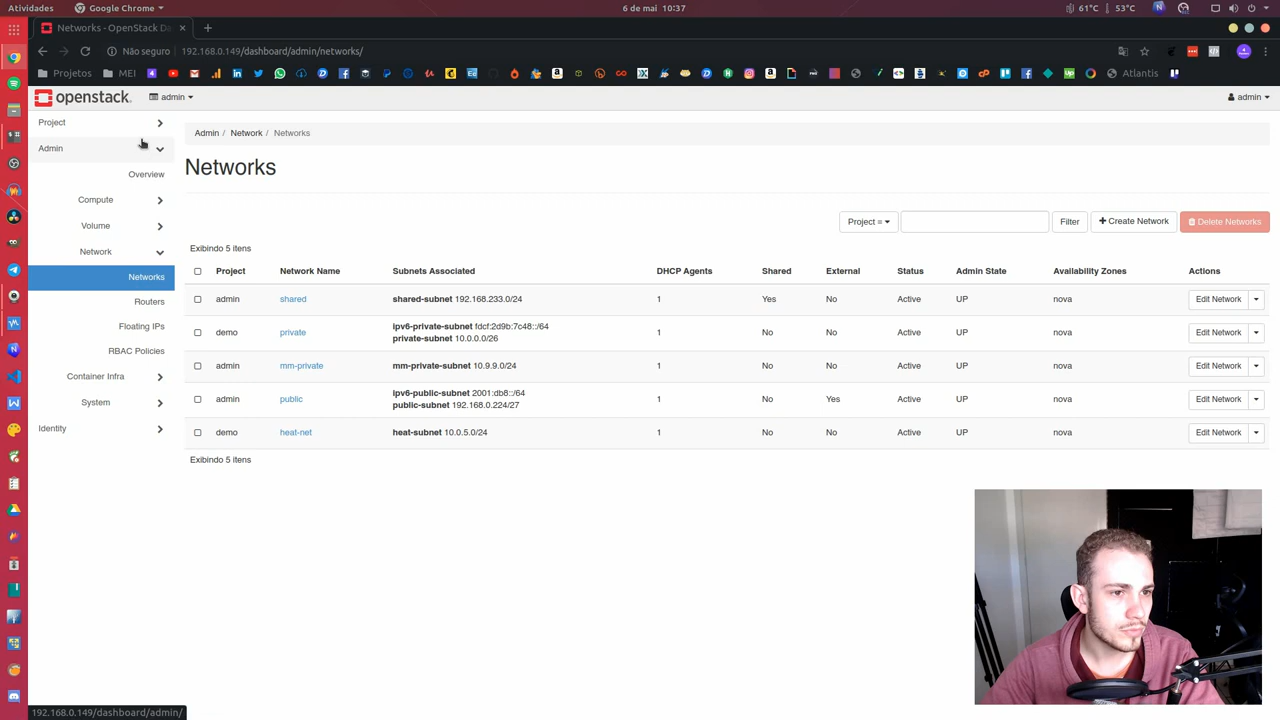 Atividades Google Chrome 6 de mai 10:37 61°C 53°C
Networks - OpenStack Da
Não seguro 192.168.0.149/dashboard/admin/networks/
Projetos MEI Atlantis
openstack. admin admin
Project
Admin
Overview
Compute
Volume
Network
Networks
Routers
Floating IPs
RBAC Policies
Container Infra
System
Identity
Admin / Network / Networks
Networks
Project = Filter + Create Network Delete Networks
Exibindo 5 itens
Project Network Name Subnets Associated DHCP Agents Shared External Status Admin State Availability Zones Actions
admin shared shared-subnet 192.168.233.0/24 1 Yes No Active UP nova Edit Network
demo private ipv6-private-subnet fdcf:2d9b:7c48::/64 1 No No Active UP nova Edit Network
private-subnet 10.0.0.0/26
admin mm-private mm-private-subnet 10.9.9.0/24 1 No No Active UP nova Edit Network
admin public ipv6-public-subnet 2001:db8::/64 1 No Yes Active UP nova Edit Network
public-subnet 192.168.0.224/27
demo heat-net heat-subnet 10.0.5.0/24 1 No No Active UP nova Edit Network
Exibindo 5 itens
192.168.0.149/dashboard/admin/